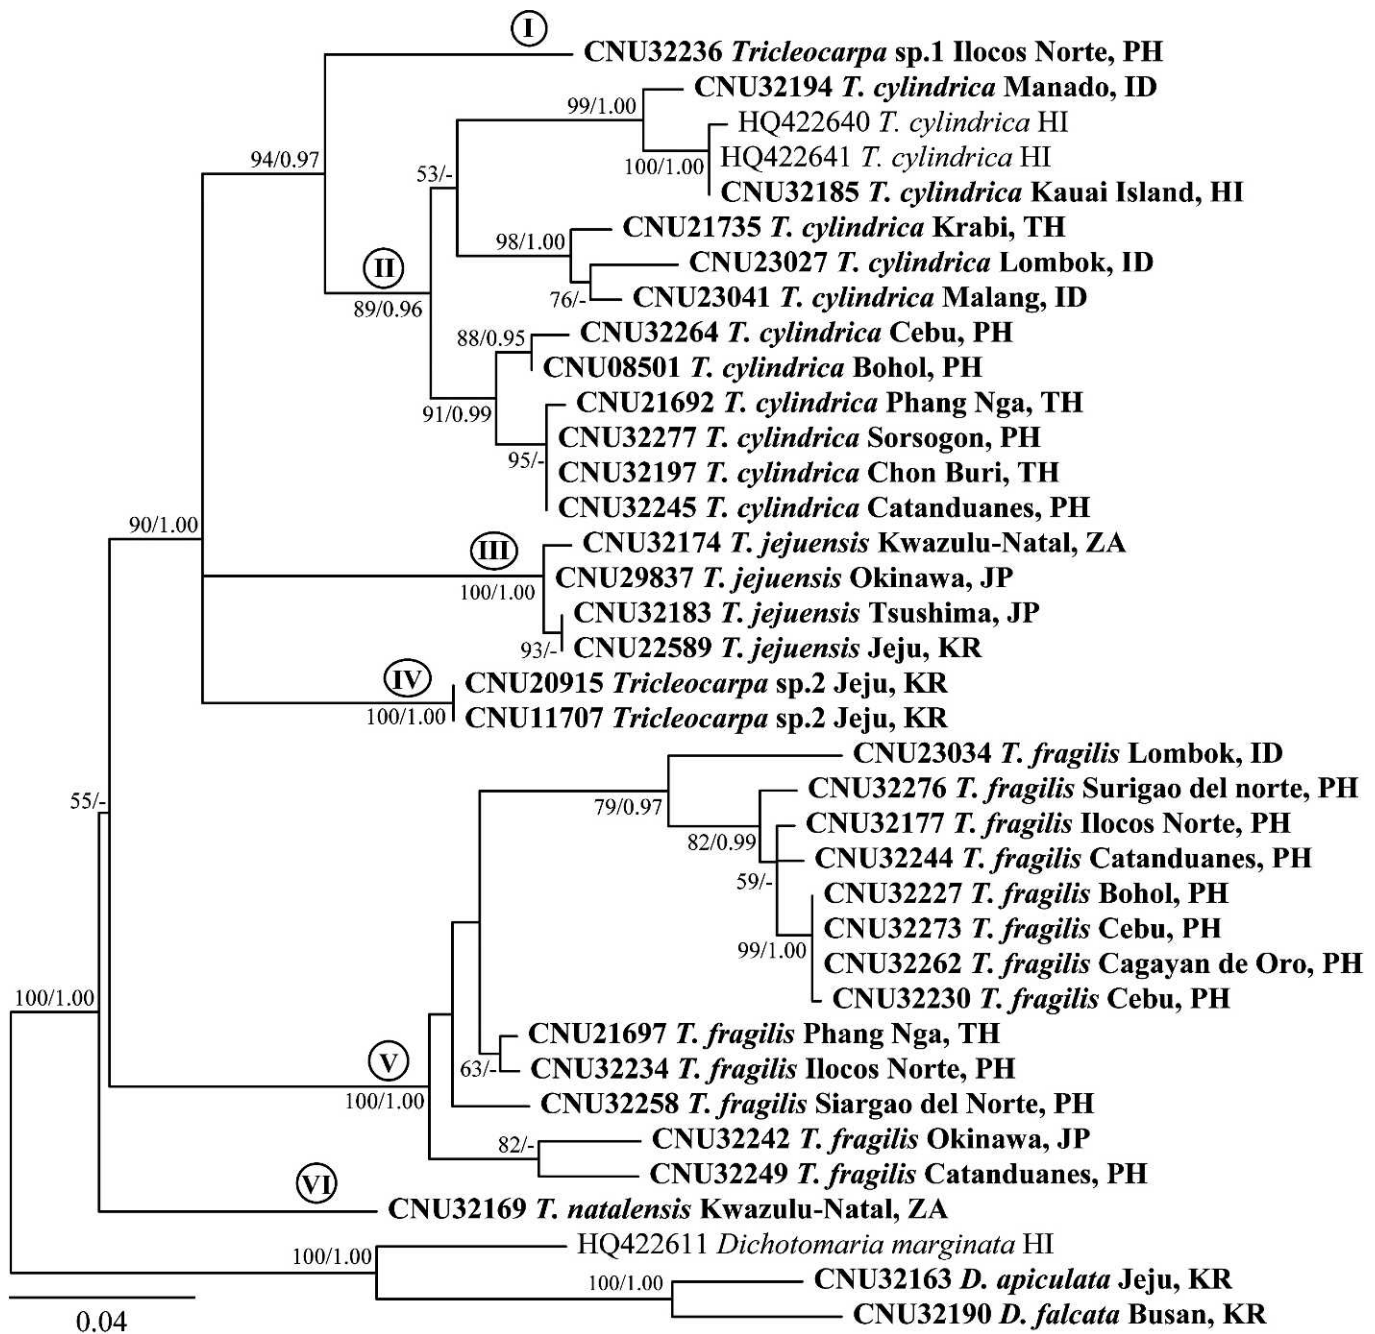 I
CNU32236 Tricleocarpa sp.1 Ilocos Norte, PH
CNU32194 T. cylindrica Manado, ID
99/1.00
HQ422640 T. cylindrica HI
94/0.97
HQ422641 T. cylindrica HI
100/1.00
53/-
CNU32185 T. cylindrica Kauai Island, HI
CNU21735 T. cylindrica Krabi, TH
98/1.00
II
CNU23027 T. cylindrica Lombok, ID
76/-
CNU23041 T. cylindrica Malang, ID
89/0.96
CNU32264 T. cylindrica Cebu, PH
88/0.95
CNU08501 T. cylindrica Bohol, PH
CNU21692 T. cylindrica Phang Nga, TH
91/0.99
CNU32277 T. cylindrica Sorsogon, PH
95/-
CNU32197 T. cylindrica Chon Buri, TH
CNU32245 T. cylindrica Catanduanes, PH
90/1.00
III
CNU32174 T. jejuensis Kwazulu-Natal, ZA
CNU29837 T. jejuensis Okinawa, JP
100/1.00
CNU32183 T. jejuensis Tsushima, JP
93/-
CNU22589 T. jejuensis Jeju, KR
IV
CNU20915 Tricleocarpa sp.2 Jeju, KR
100/1.00
CNU11707 Tricleocarpa sp.2 Jeju, KR
CNU23034 T. fragilis Lombok, ID
CNU32276 T. fragilis Surigao del norte, PH
55/-
79/0.97
CNU32177 T. fragilis Ilocos Norte, PH
82/0.99
CNU32244 T. fragilis Catanduanes, PH
59/-
CNU32227 T. fragilis Bohol, PH
CNU32273 T. fragilis Cebu, PH
99/1.00
CNU32262 T. fragilis Cagayan de Oro, PH
100/1.00
CNU32230 T. fragilis Cebu, PH
CNU21697 T. fragilis Phang Nga, TH
V
63/-
CNU32234 T. fragilis Ilocos Norte, PH
100/1.00
CNU32258 T. fragilis Siargao del Norte, PH
82/-
CNU32242 T. fragilis Okinawa, JP
CNU32249 T. fragilis Catanduanes, PH
VI
CNU32169 T. natalensis Kwazulu-Natal, ZA
100/1.00
HQ422611 Dichotomaria marginata HI
100/1.00
CNU32163 D. apiculata Jeju, KR
CNU32190 D. falcata Busan, KR
0.04